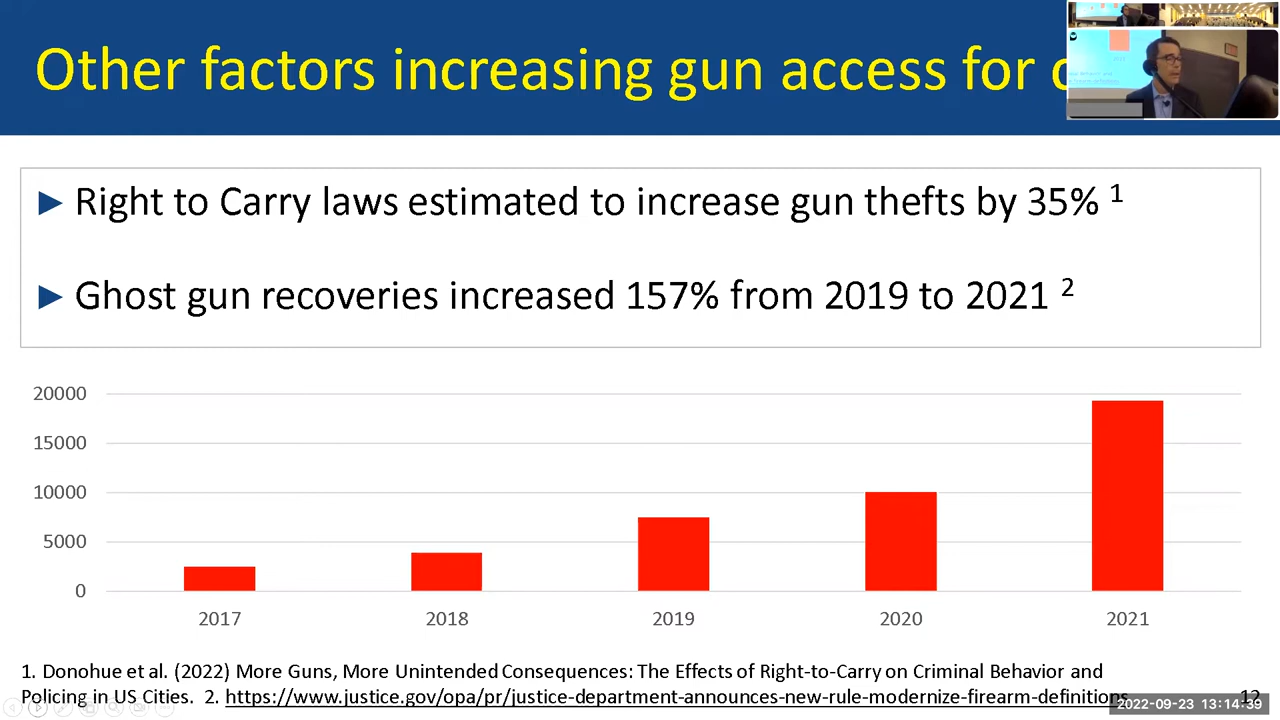 Other factors increasing gun access for
Right to Carry laws estimated to increase gun thefts by 35% 1
Ghost gun recoveries increased 157% from 2019 to 2021 2
20000
15000
10000
5000
0
2017 2018 2019 2020 2021
1. Donohue et al. (2022) More Guns, More Unintended Consequences: The Effects of Right-to-Carry on Criminal Behavior and
Policing in US Cities. 2. https://www.justice.gov/opa/pr/justice-department-announces-new-rule-modernize-firearm-definitions
12
2022-09-23 13:14:39